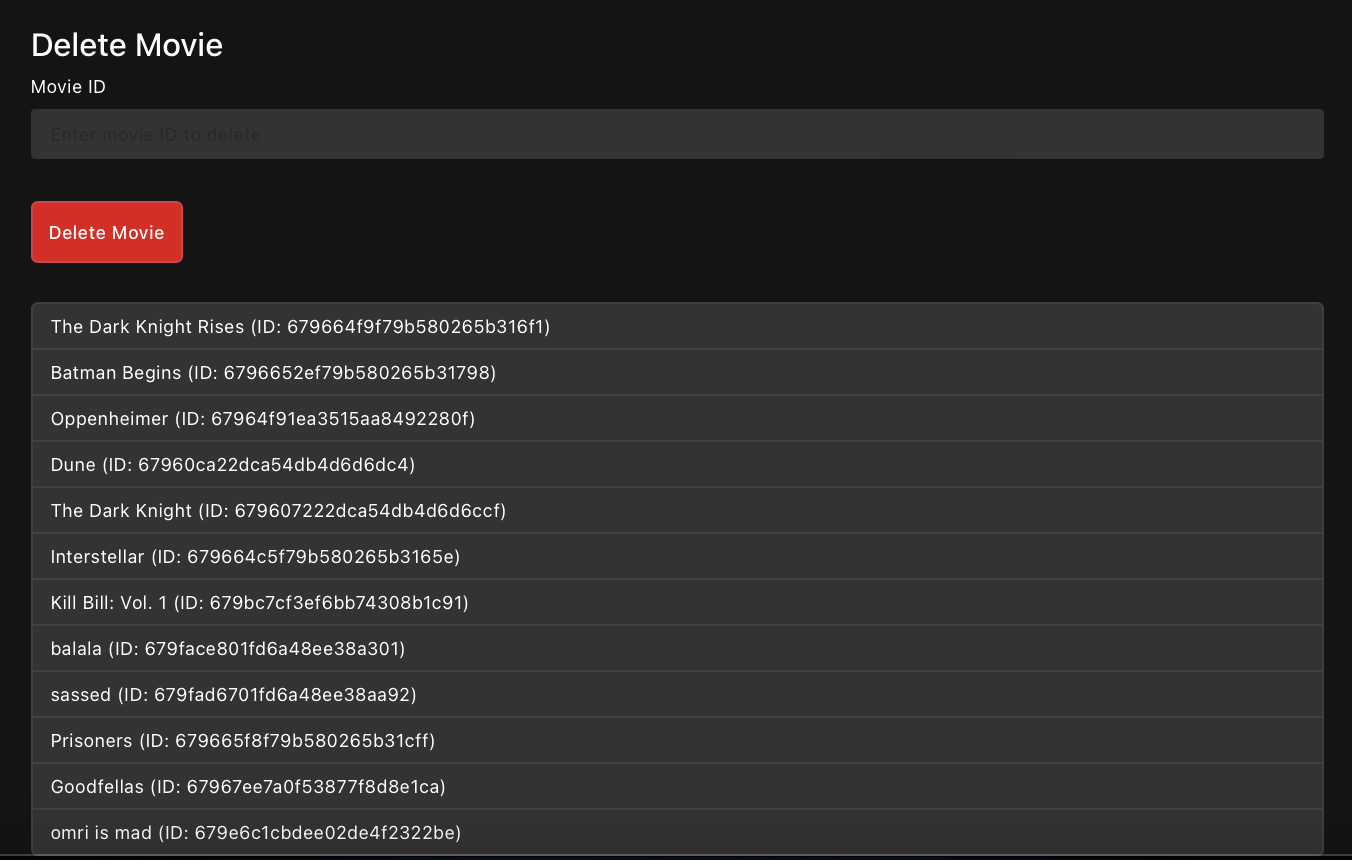 Delete Movie
Movie ID
Enter movie ID to delete
Delete Movie
The Dark Knight Rises (ID: 679664f9f79b580265b316f1)
Batman Begins (ID: 6796652ef79b580265b31798)
Oppenheimer (ID: 67964f91ea3515aa8492280f)
Dune (ID: 67960ca22dca54db4d6d6dc4)
The Dark Knight (ID: 679607222dca54db4d6d6ccf)
Interstellar (ID: 679664c5f79b580265b3165e)
Kill Bill: Vol. 1 (ID: 679bc7cf3ef6bb74308b1c91)
balala (ID: 679face801fd6a48ee38a301)
sassed (ID: 679fad6701fd6a48ee38aa92)
Prisoners (ID: 679665f8f79b580265b31cff)
Goodfellas (ID: 67967ee7a0f53877f8d8e1ca)
omri is mad (ID: 679e6c1cbdee02de4f2322be)